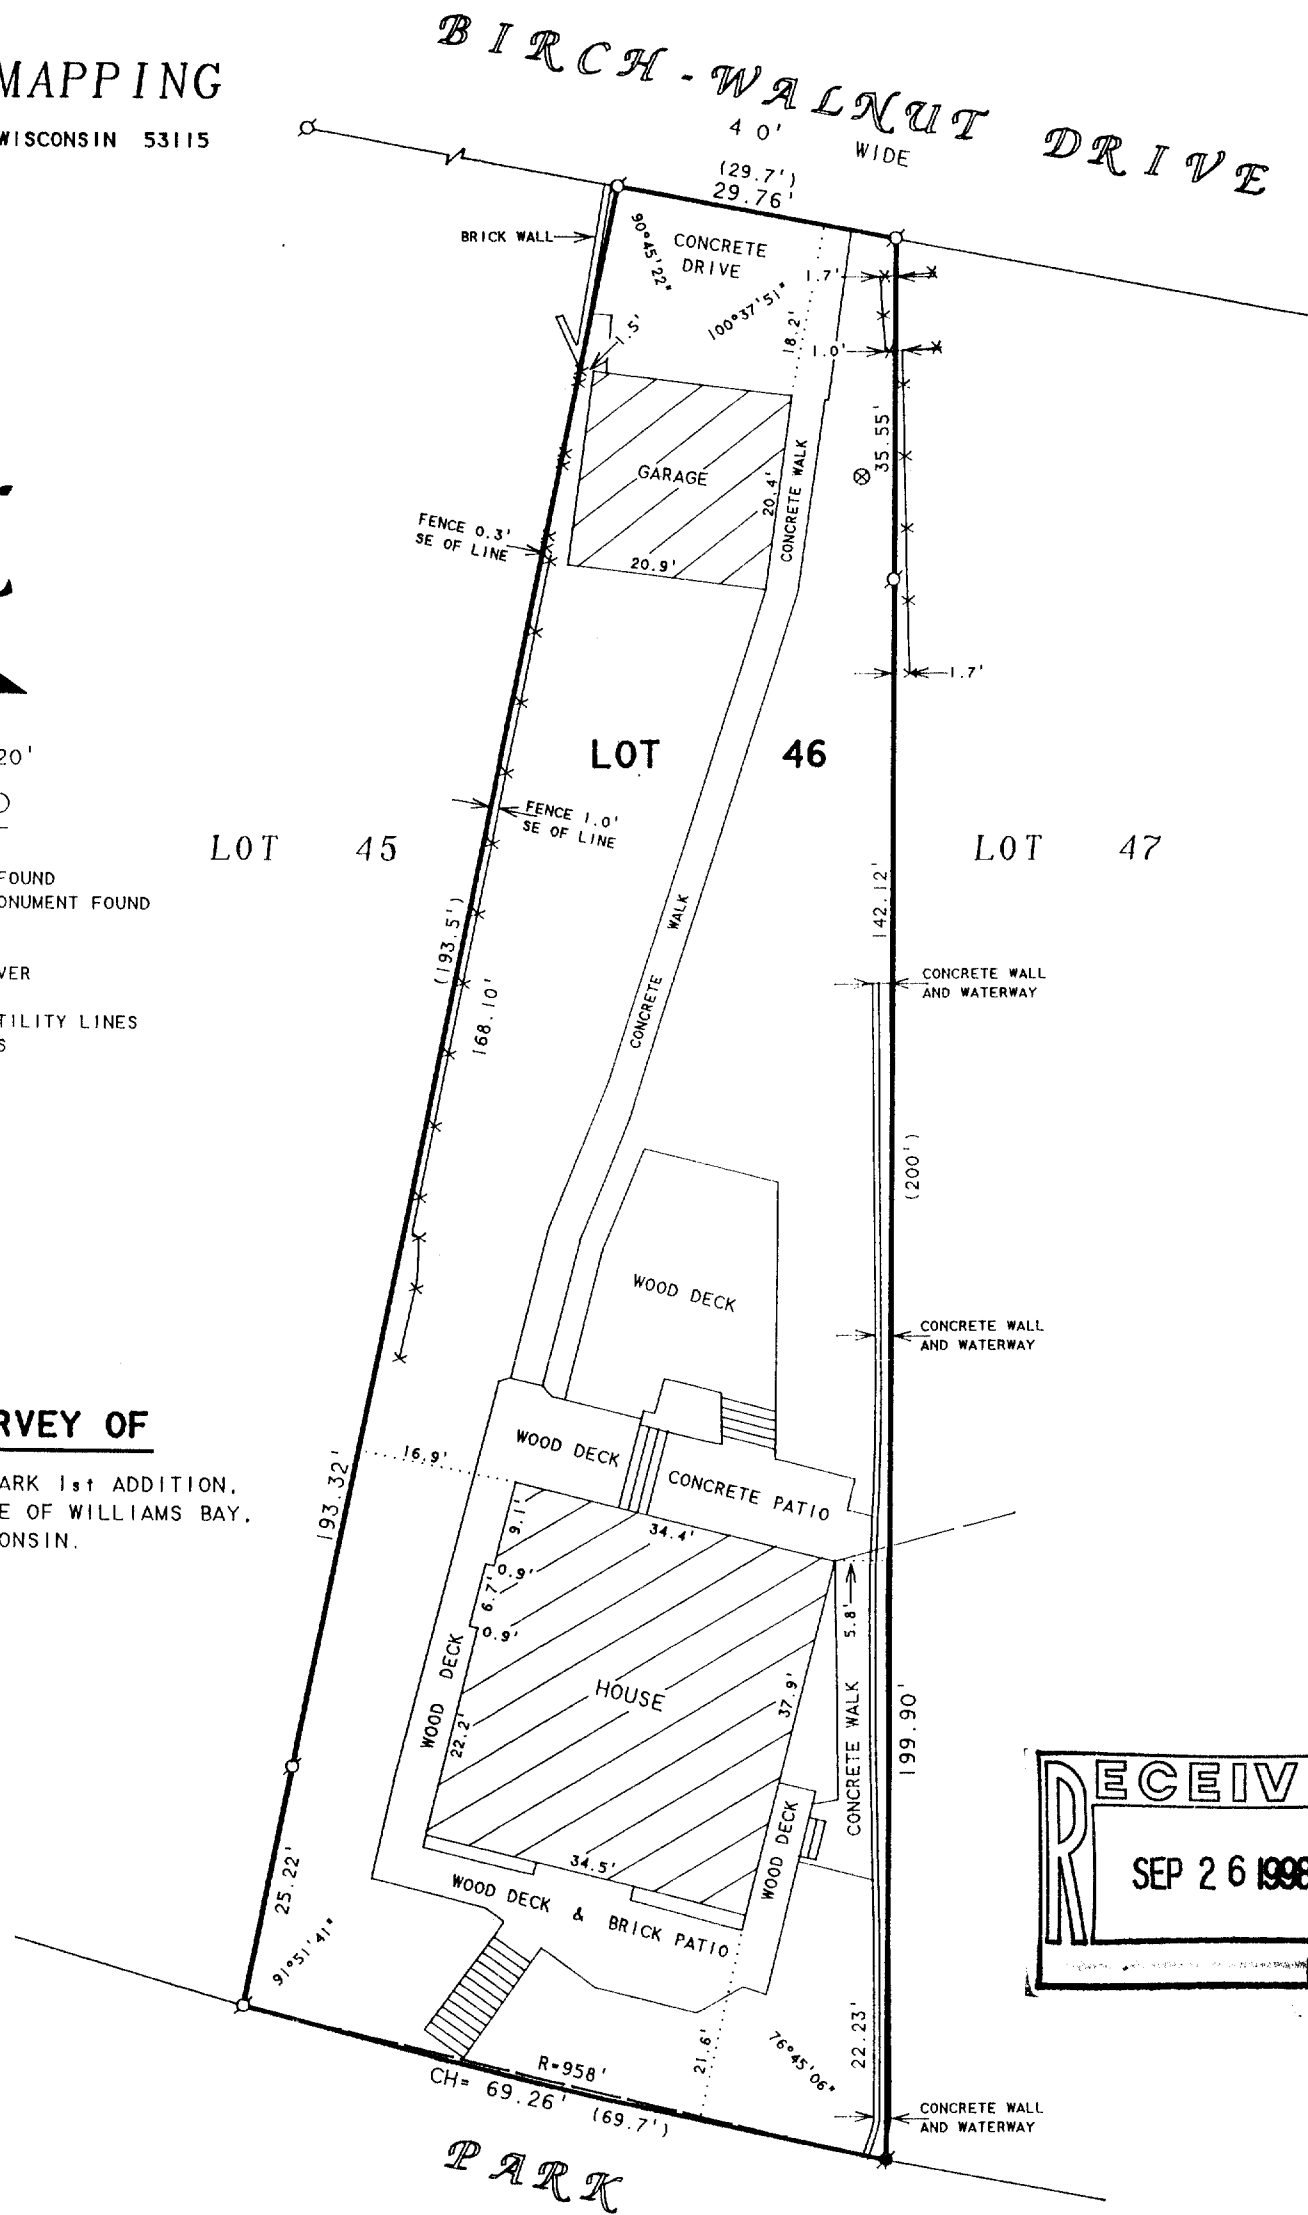 BIRCH-WALNUT DRIVE
40'
WIDE
MAPPING
WISCONSIN 53115
(29.7')
29.76'
BRICK WALL
90°45'22"
CONCRETE
DRIVE
100°37'51"
1.7'
1.5'
18.2'
1.0'
35.55'
GARAGE
20.4'
20.9'
CONCRETE WALK
FENCE 0.3'
SE OF LINE
1.7'
20'
LOT 46
FENCE 1.0'
SE OF LINE
LOT 45
LOT 47
FOUND
ONUMENT FOUND
VER
TILITY LINES
S
(193.5')
168.10'
CONCRETE WALK
142.12'
CONCRETE WALL
AND WATERWAY
(200')
WOOD DECK
CONCRETE WALL
AND WATERWAY
RVEY OF
ARK 1st ADDITION,
E OF WILLIAMS BAY,
ONSIN.
193.32'
16.9'
WOOD DECK
CONCRETE PATIO
9.1'
34.4'
0.9'
6.7'
0.9'
5.8'
WOOD DECK
22.2'
HOUSE
37.9'
CONCRETE WALK
199.90'
34.5'
WOOD DECK
WOOD DECK & BRICK PATIO
25.22'
91°51'41"
21.6'
76°45'06"
22.23'
R=958'
CH= 69.26' (69.7')
CONCRETE WALL
AND WATERWAY
PARK
RECEIV
SEP 26 1998